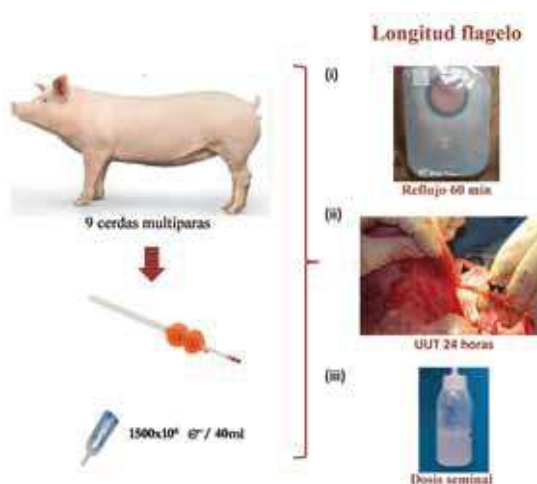 Longitud flagelo
(i)
Reflujo 60 min
9 cerdas multiparas
(ii)
UUT 24 horas
(iii)
1500x10⁶ / 40ml
Dosis seminal